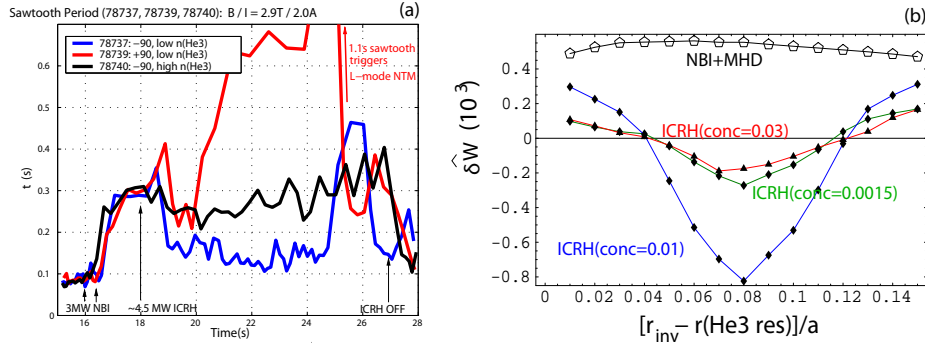 Sawtooth Period (78737, 78739, 78740): B / I = 2.9T / 2.0A
(a)
78737: −90, low n(He3)
78739: +90, low n(He3)
78740: −90, high n(He3)
1.1s sawtooth
triggers
L−mode NTM
0.6
0.5
0.4
0.3
0.2
0.1
0
t (s)
3MW NBI
~4.5 MW ICRH
ICRH OFF
16
18
20
22
24
26
28
Time(s)
(b)
NBI+MHD
ICRH(conc=0.03)
ICRH(conc=0.0015)
ICRH(conc=0.01)
0.4
0.2
0
−0.2
−0.4
−0.6
−0.8
δŴ (10³)
0.0
0.02
0.04
0.06
0.08
0.1
0.12
0.14
[r_inv − r(He3 res)]/a